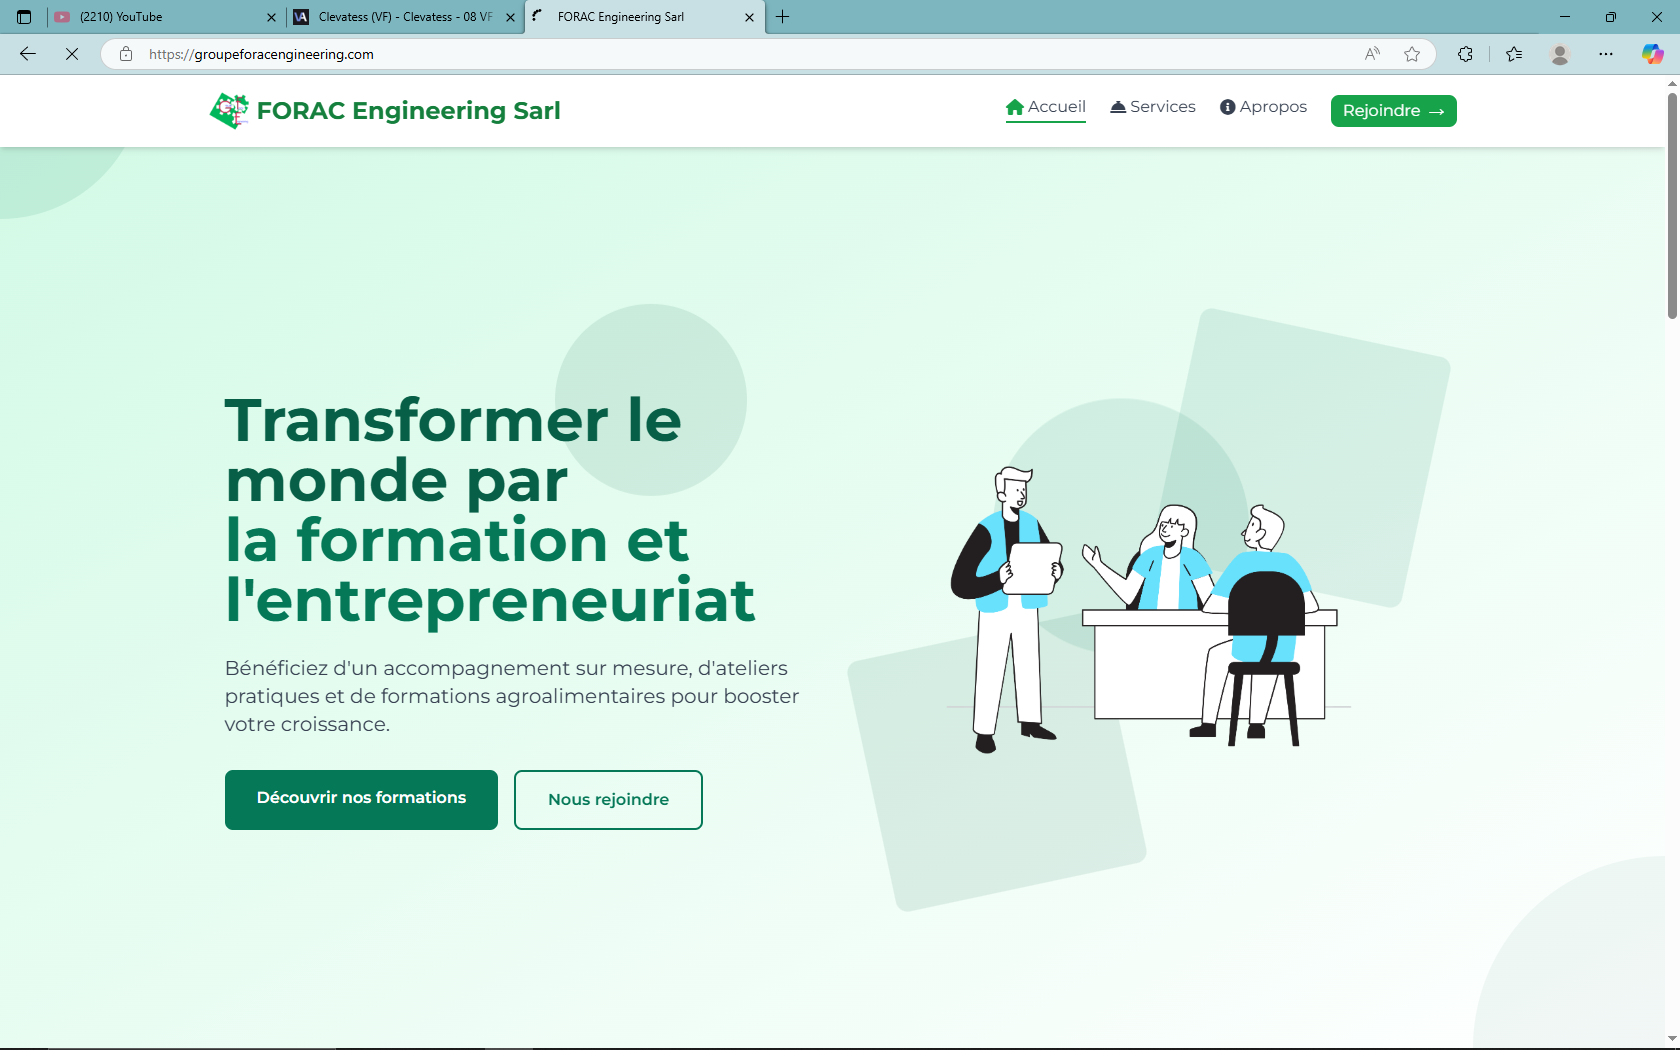 (2210) YouTube
Clevatess (VF) - Clevatess - 08 VF
FORAC Engineering Sarl
https://groupeforacengineering.com
FORAC Engineering Sarl
Accueil
Services
Apropos
Rejoindre →
Transformer le
monde par
la formation et
l'entrepreneuriat
Bénéficiez d'un accompagnement sur mesure, d'ateliers
pratiques et de formations agroalimentaires pour booster
votre croissance.
Découvrir nos formations
Nous rejoindre